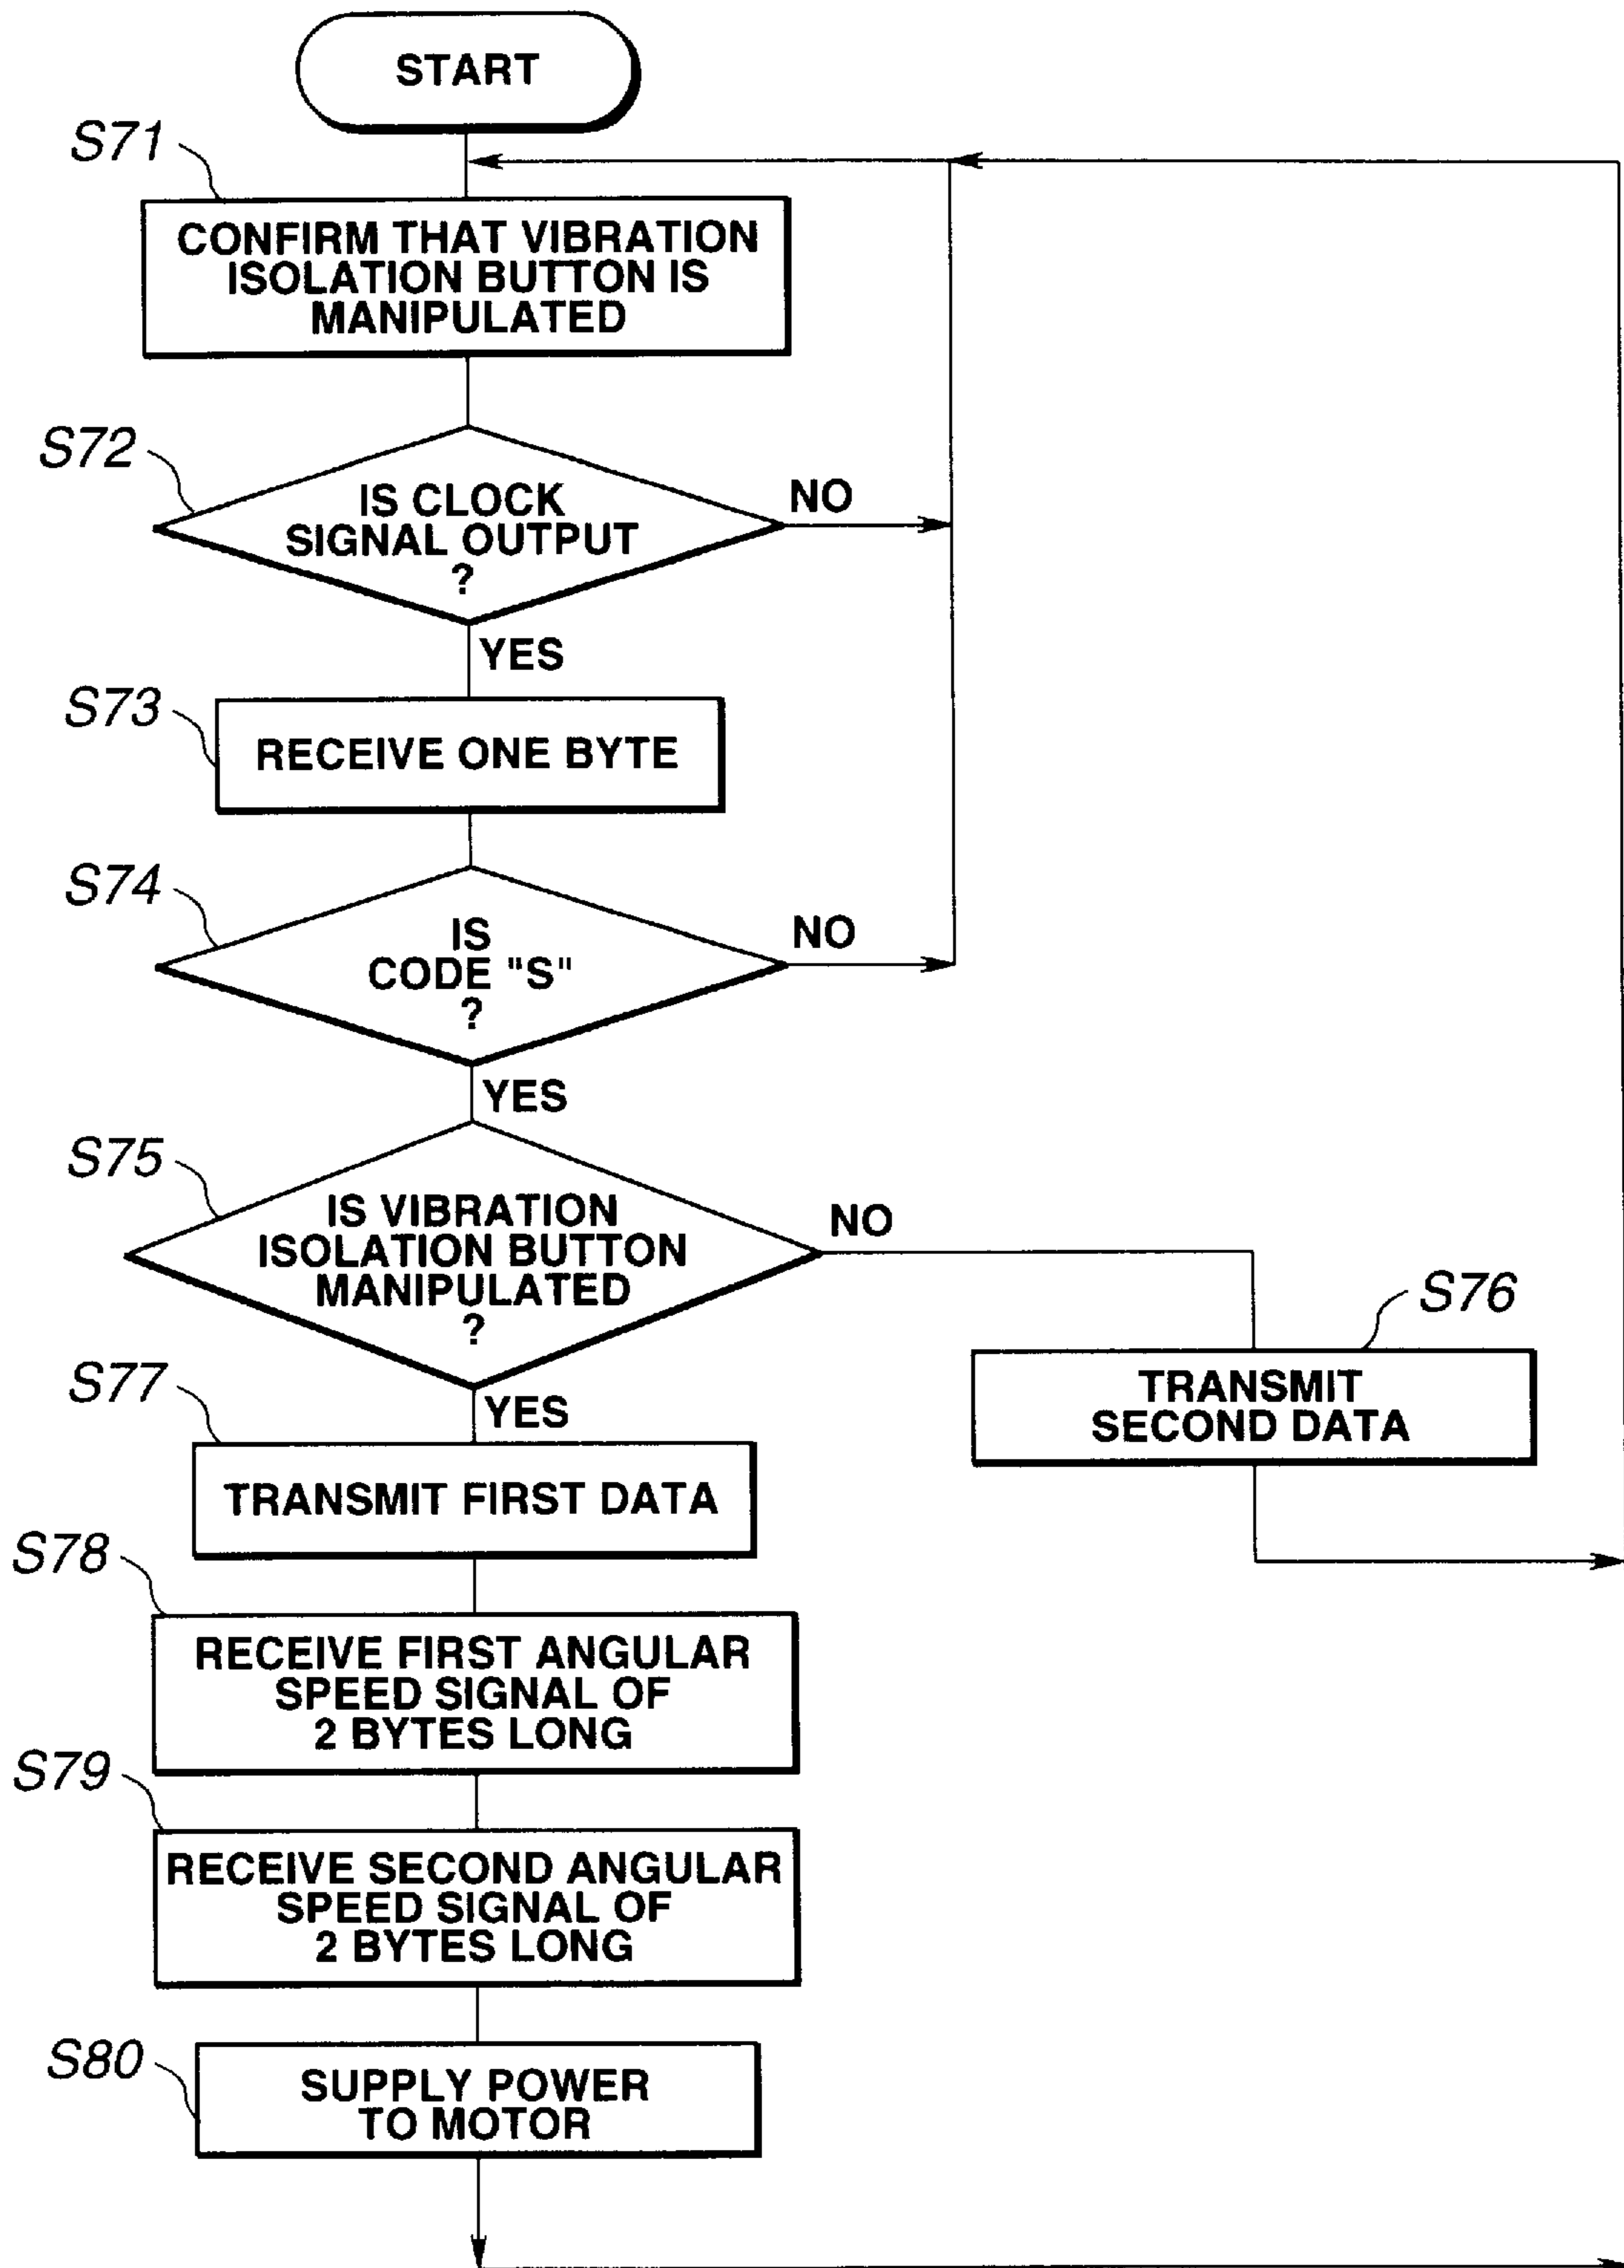 START
S71
CONFIRM THAT VIBRATION
ISOLATION BUTTON IS
MANIPULATED
S72
IS CLOCK
SIGNAL OUTPUT
?
NO
YES
S73
RECEIVE ONE BYTE
S74
IS
CODE "S"
?
NO
YES
S75
IS VIBRATION
ISOLATION BUTTON
MANIPULATED
?
NO
S76
TRANSMIT
SECOND DATA
YES
S77
TRANSMIT FIRST DATA
S78
RECEIVE FIRST ANGULAR
SPEED SIGNAL OF
2 BYTES LONG
S79
RECEIVE SECOND ANGULAR
SPEED SIGNAL OF
2 BYTES LONG
S80
SUPPLY POWER
TO MOTOR